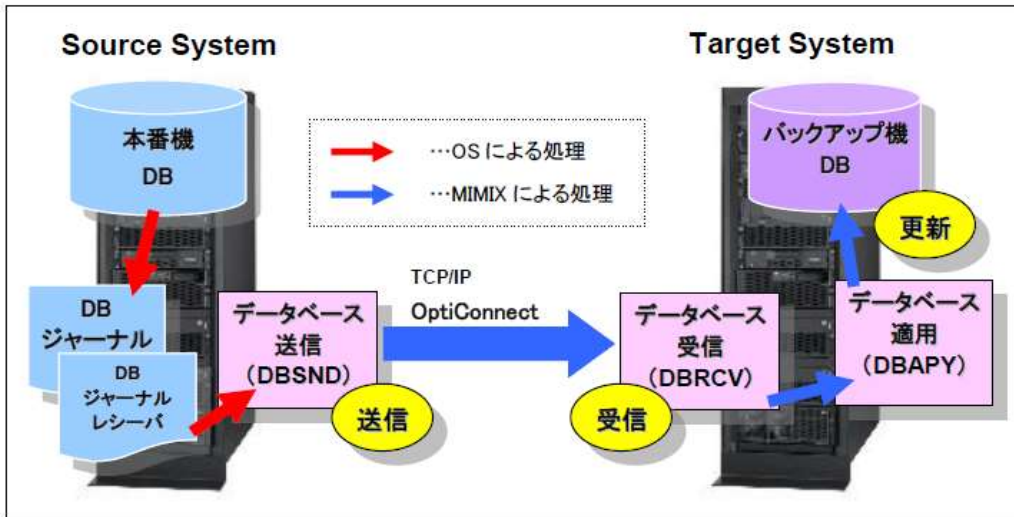 Source System
Target System
本番機
DB
…OS による処理
…MIMIX による処理
バックアップ機
DB
更新
DB
ジャーナル
DB
ジャーナル
レシーバ
データベース
送信
(DBSND)
送信
TCP/IP
OptiConnect
データベース
受信
(DBRCV)
受信
データベース
適用
(DBAPY)